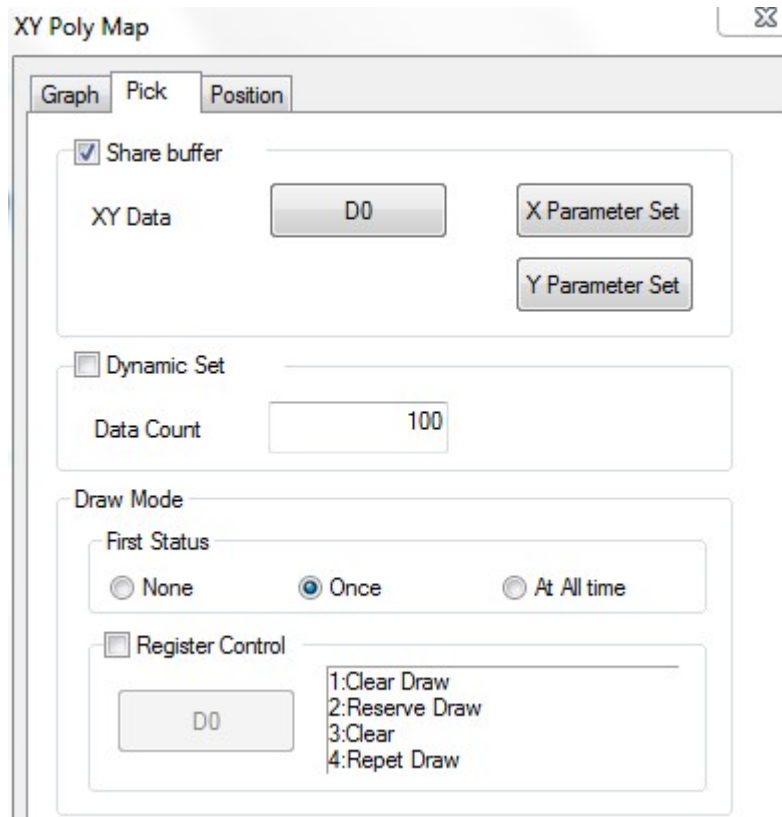 XY Poly Map
Graph Pick Position
Share buffer
XY Data D0 X Parameter Set
Y Parameter Set
Dynamic Set
Data Count 100
Draw Mode
First Status
None Once At All time
Register Control
D0
1:Clear Draw
2:Reserve Draw
3:Clear
4:Repet Draw